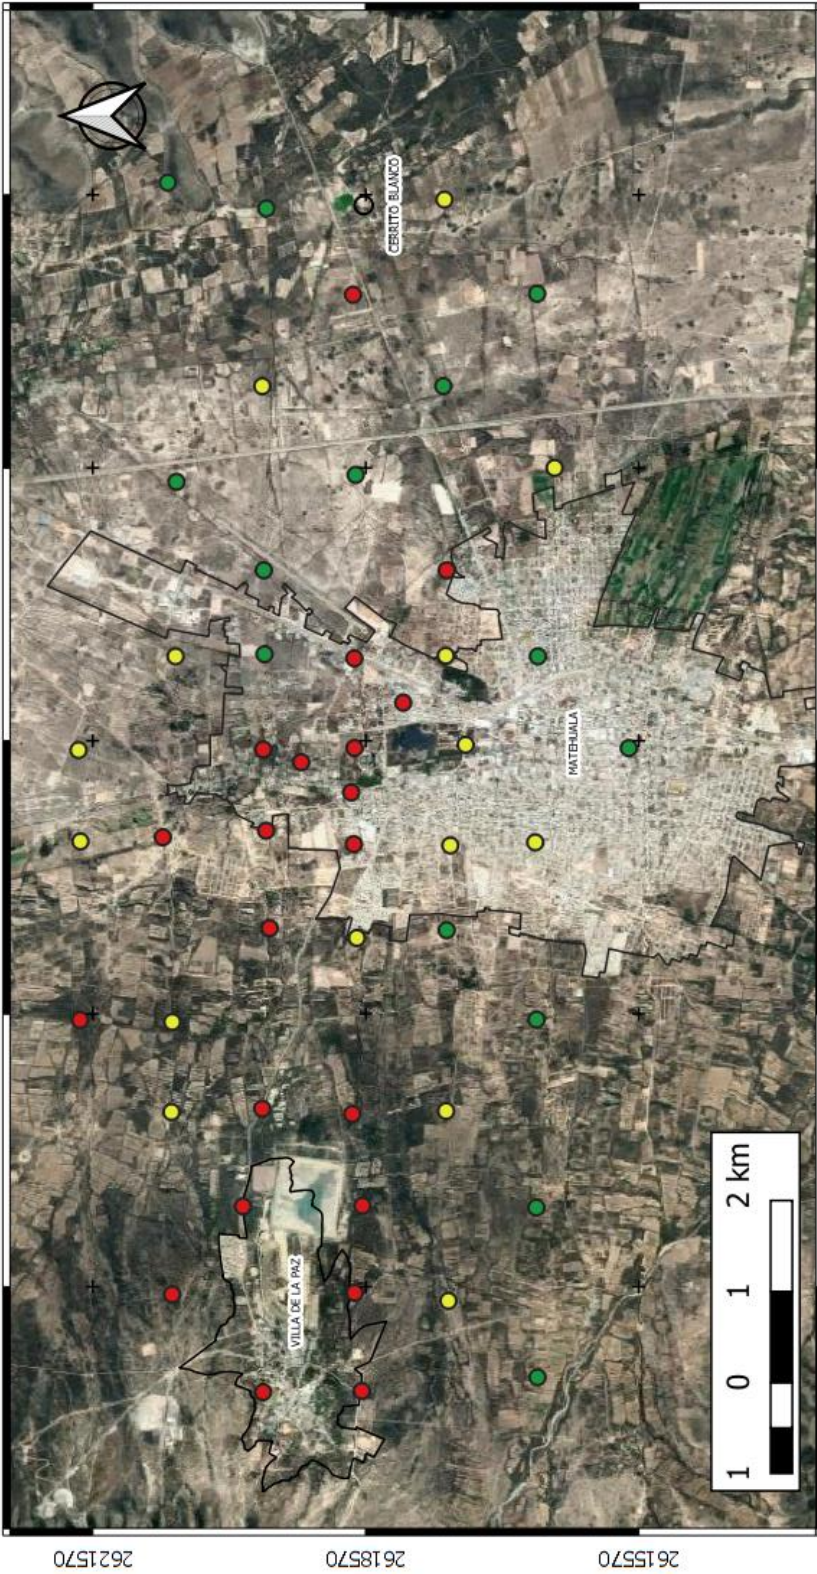 CERRITO BLANCO
MATEHUALA
VILLA DE LA PAZ
1 0 1 2 km
2621570
2618570
2615570